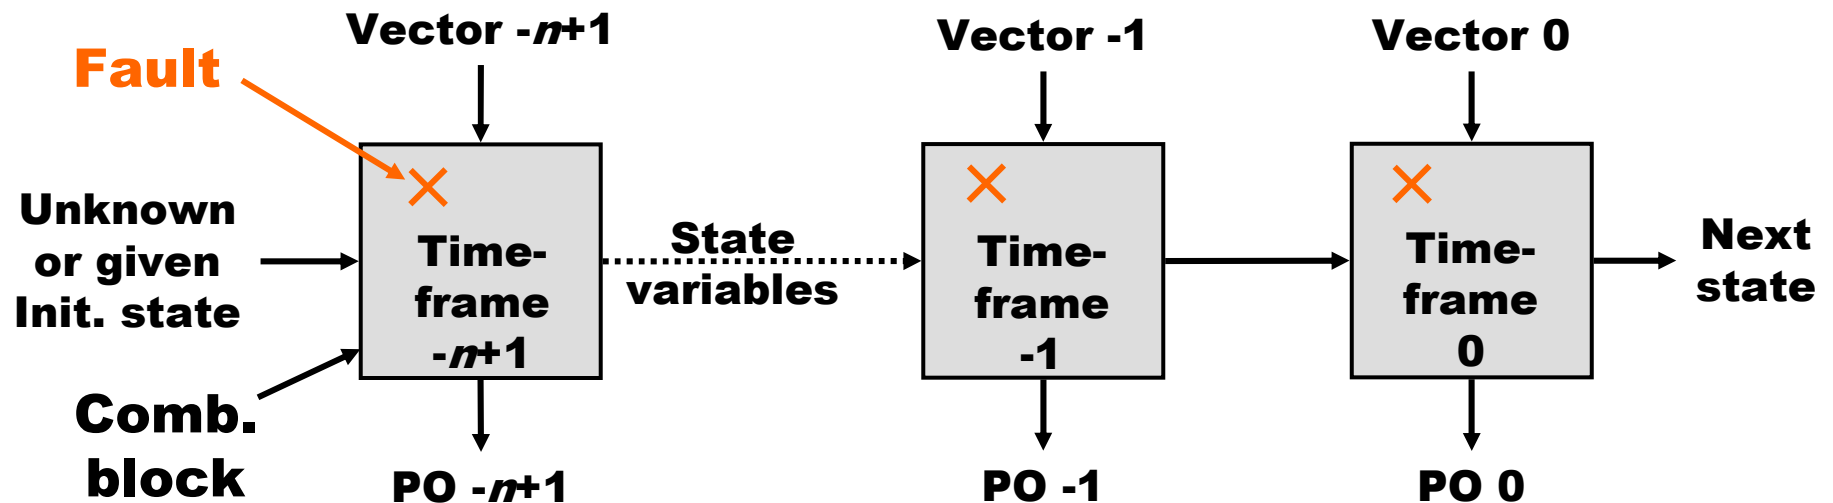 Vector -n+1
Vector -1
Vector 0
Fault
Unknown
or given
Init. state
Time-
frame
-n+1
State
variables
Time-
frame
-1
Time-
frame
0
Next
state
Comb.
block
PO -n+1
PO -1
PO 0